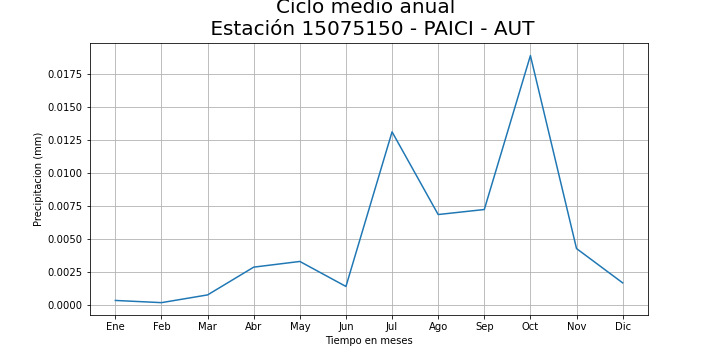 Ciclo medio anual
Estación 15075150 - PAICI - AUT
0.0175
0.0150
0.0125
0.0100
0.0075
0.0050
0.0025
0.0000
Precipitacion (mm)
Ene Feb Mar Abr May Jun Jul Ago Sep Oct Nov Dic
Tiempo en meses